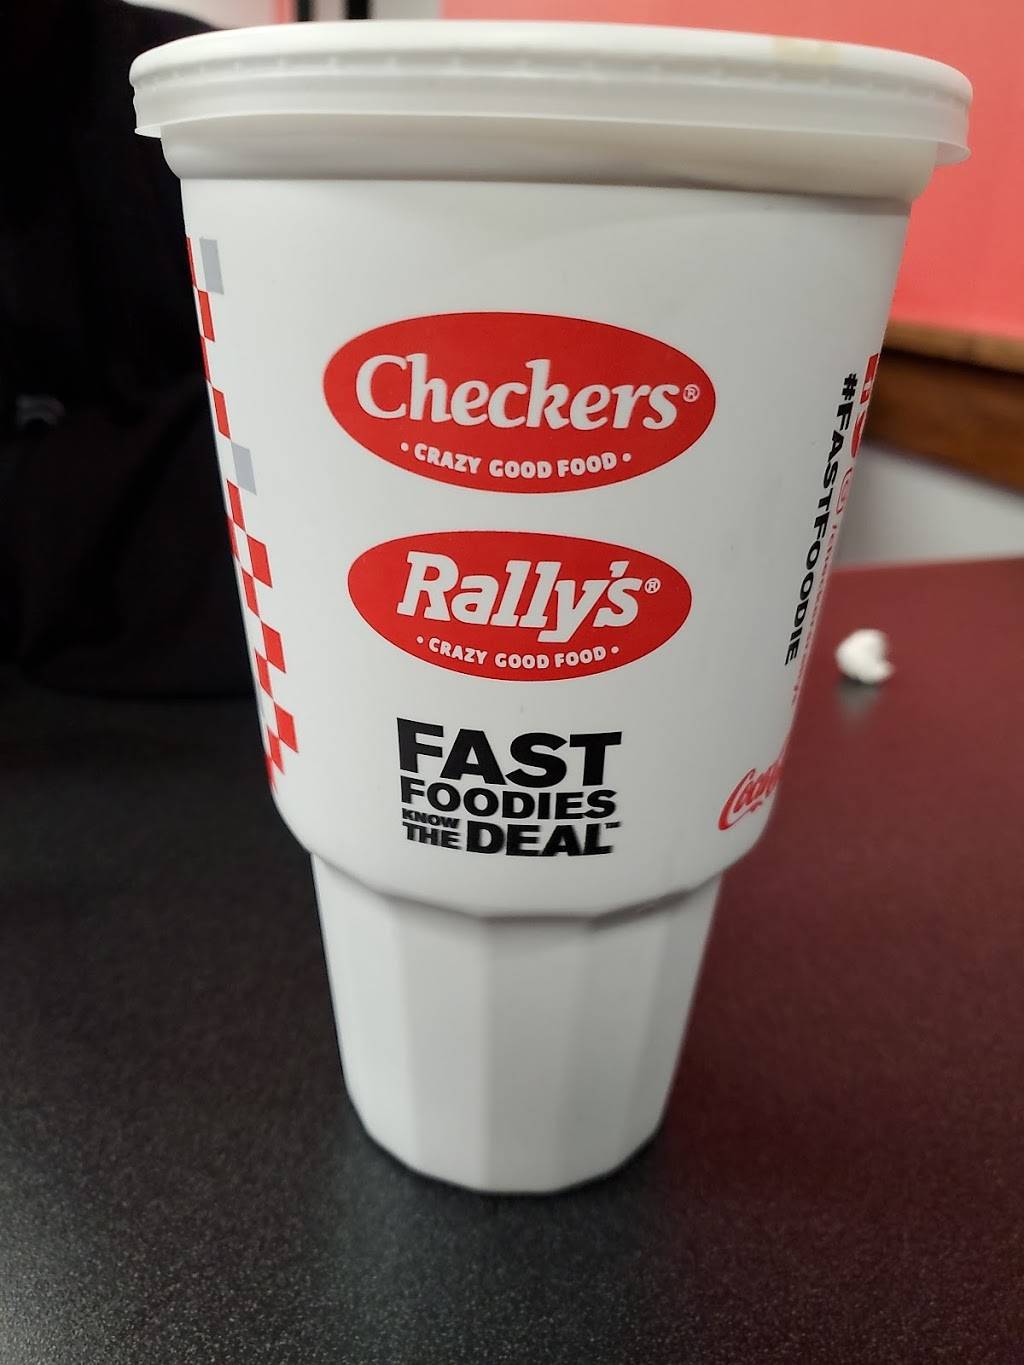 Checkers®
• CRAZY GOOD FOOD •
Rally's®
• CRAZY GOOD FOOD •
FAST
FOODIES
KNOW
THE DEAL™
#FASTFOODIE